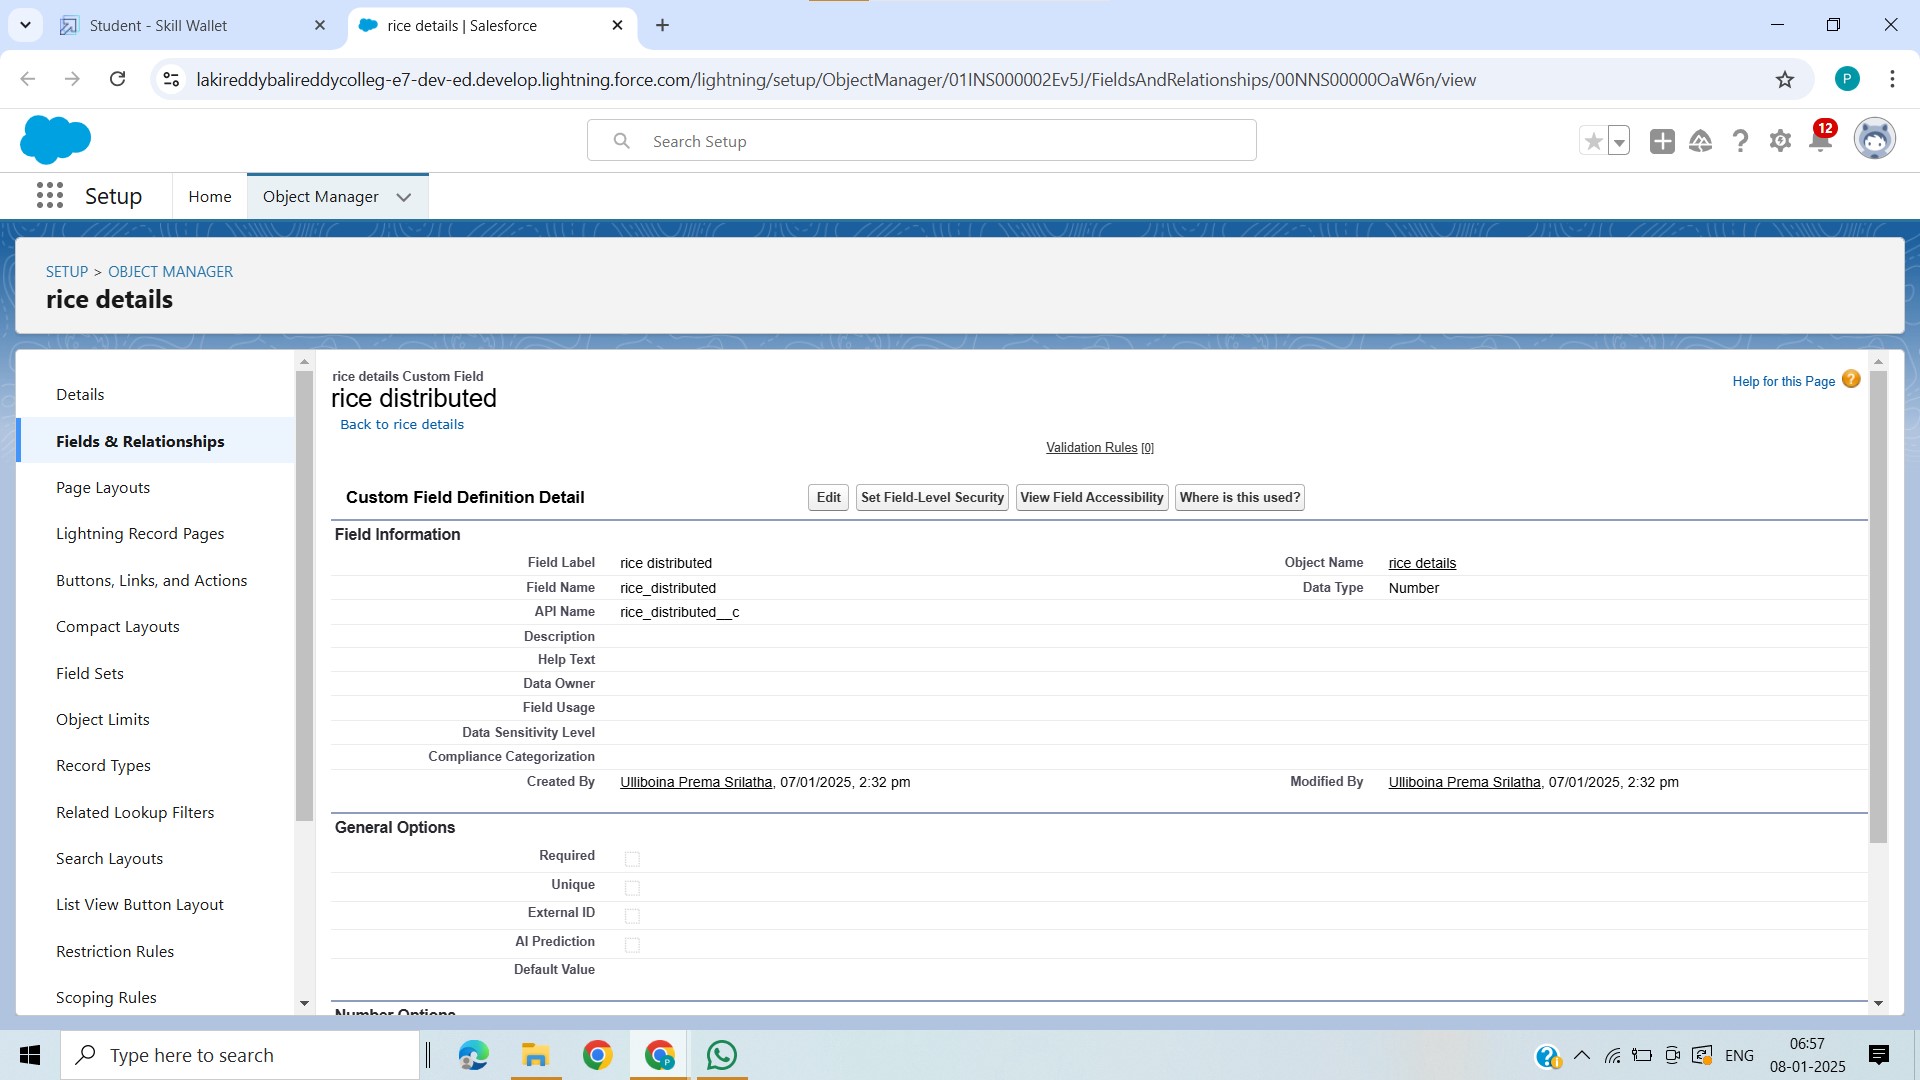 Student - Skill Wallet
rice details | Salesforce
lakireddybalireddycolleg-e7-dev-ed.develop.lightning.force.com/lightning/setup/ObjectManager/01INS000002Ev5J/FieldsAndRelationships/00NNS00000OaW6n/view
P
Search Setup
12
Setup
Home
Object Manager
SETUP > OBJECT MANAGER
rice details
Details
Fields & Relationships
Page Layouts
Lightning Record Pages
Buttons, Links, and Actions
Compact Layouts
Field Sets
Object Limits
Record Types
Related Lookup Filters
Search Layouts
List View Button Layout
Restriction Rules
Scoping Rules
rice details Custom Field
rice distributed
Back to rice details
Help for this Page
Validation Rules [0]
Custom Field Definition Detail
Edit
Set Field-Level Security
View Field Accessibility
Where is this used?
Field Information
Field Label rice distributed Object Name rice details
Field Name rice_distributed Data Type Number
API Name rice_distributed__c
Description
Help Text
Data Owner
Field Usage
Data Sensitivity Level
Compliance Categorization
Created By Ulliboina Prema Srilatha, 07/01/2025, 2:32 pm Modified By Ulliboina Prema Srilatha, 07/01/2025, 2:32 pm
General Options
Required
Unique
External ID
AI Prediction
Default Value
Number Options
Type here to search
ENG
06:57
08-01-2025